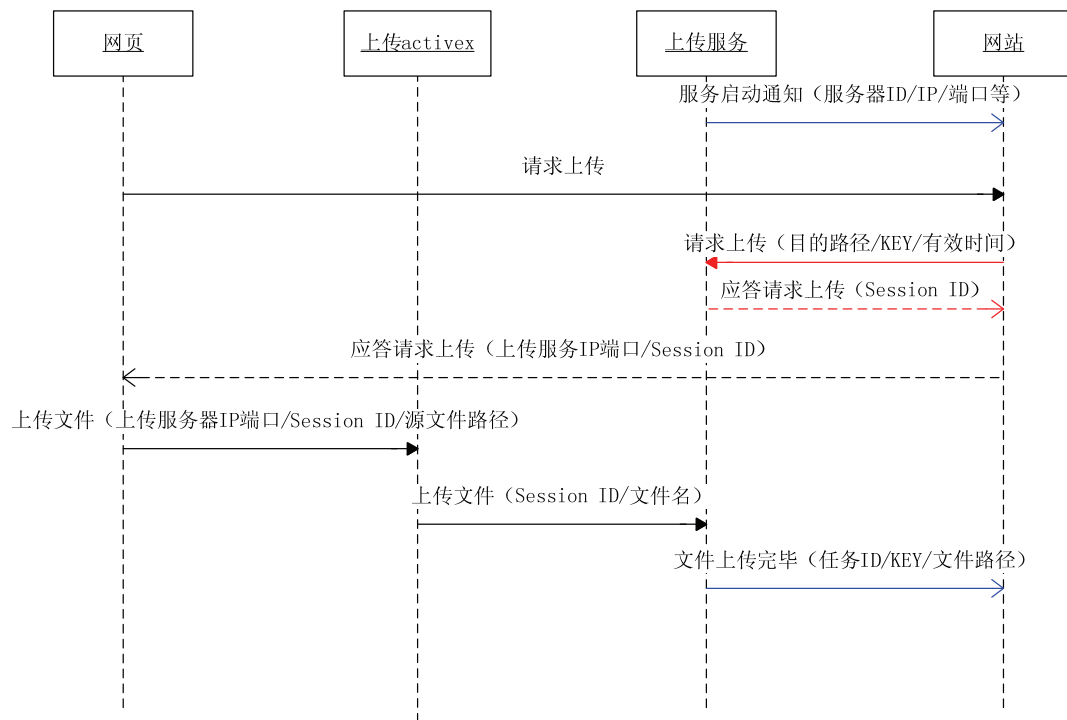 网页
上传activex
上传服务
网站
服务启动通知（服务器ID/IP/端口等）
请求上传
请求上传（目的路径/KEY/有效时间）
应答请求上传（Session ID）
应答请求上传（上传服务IP端口/Session ID）
上传文件（上传服务器IP端口/Session ID/源文件路径）
上传文件（Session ID/文件名）
文件上传完毕（任务ID/KEY/文件路径）